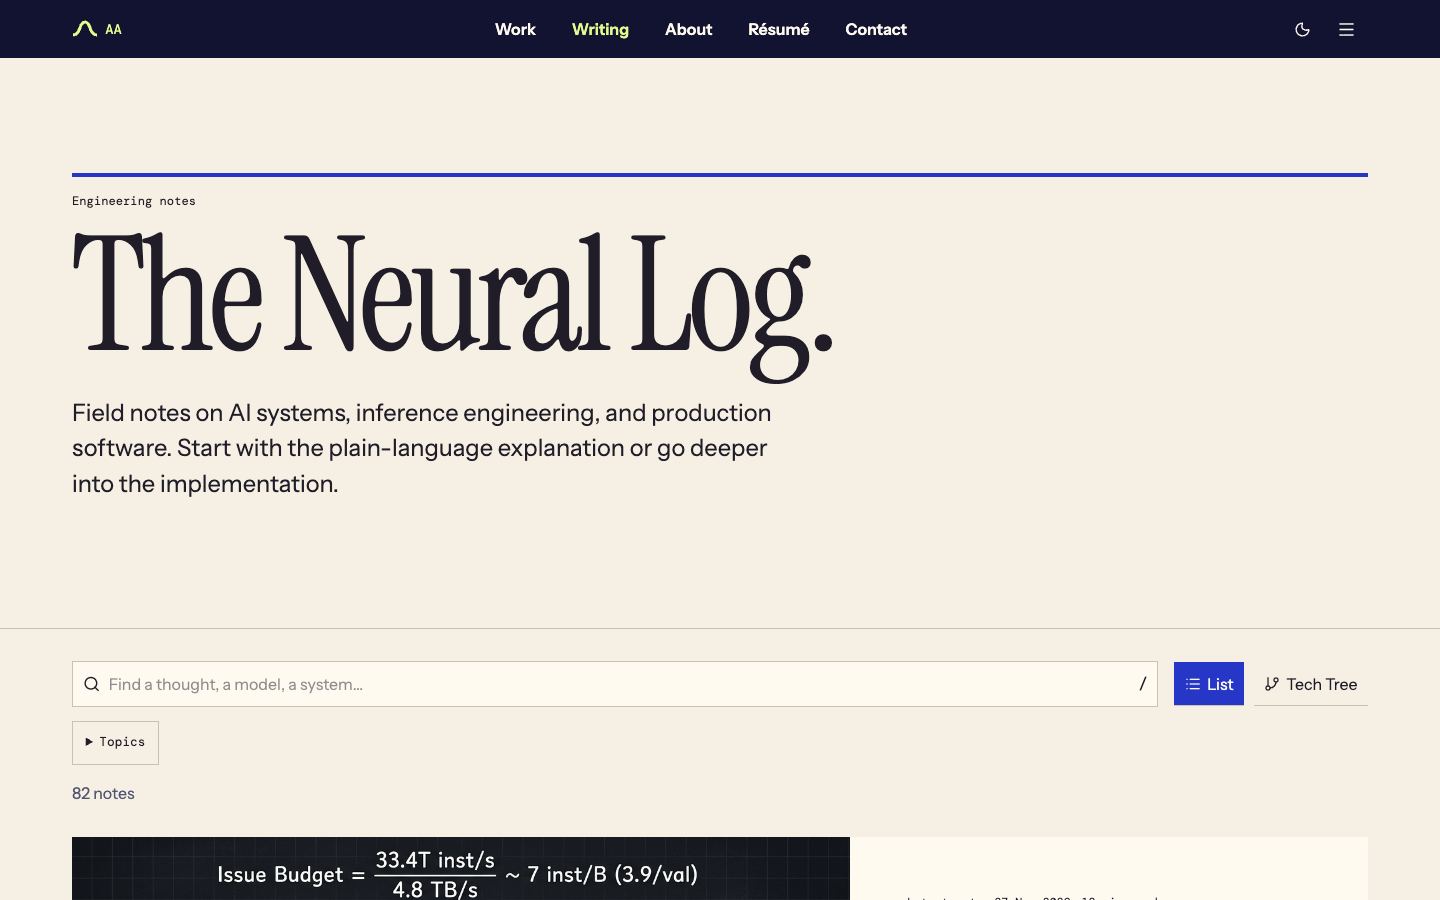 AA
Work
Writing
About
Résumé
Contact
Engineering notes
The Neural Log.
Field notes on AI systems, inference engineering, and production
software. Start with the plain-language explanation or go deeper
into the implementation.
Find a thought, a model, a system...
/
List
Tech Tree
Topics
82 notes
Issue Budget = 33.4T inst/s / 4.8 TB/s ~ 7 inst/B (3.9/val)